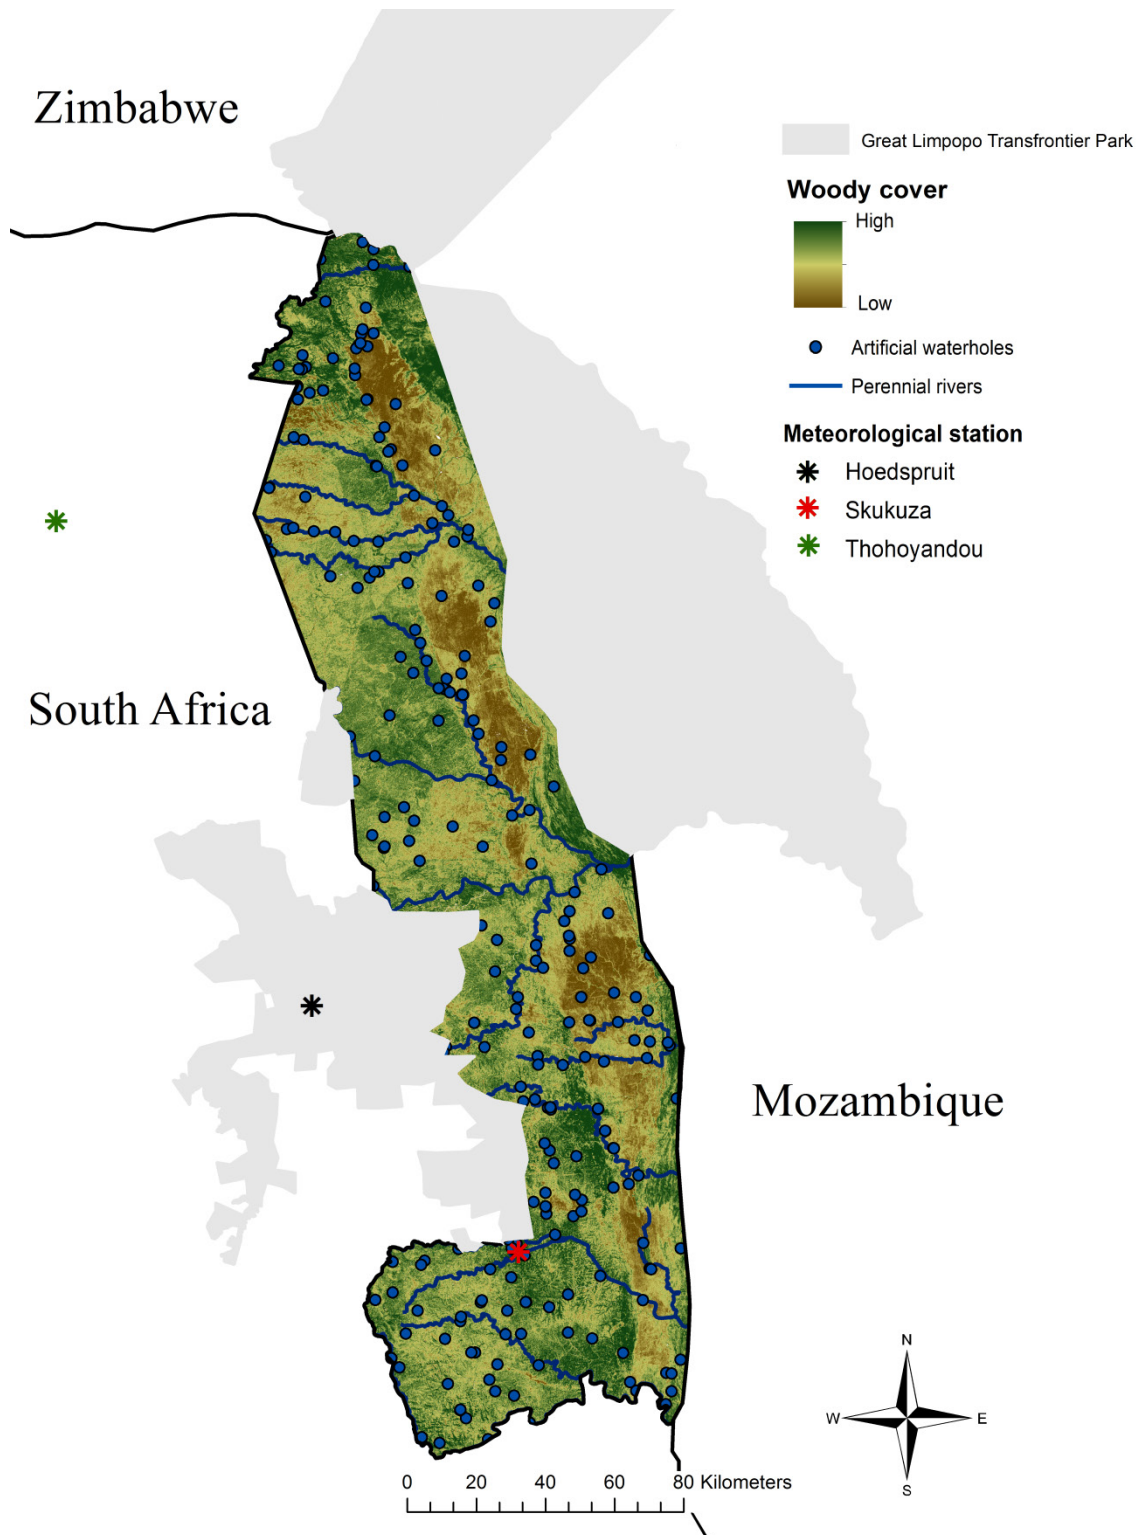 Zimbabwe
Great Limpopo Transfrontier Park
Woody cover
High
Low
Artificial waterholes
Perennial rivers
Meteorological station
Hoedspruit
Skukuza
Thohoyandou
South Africa
Mozambique
N
W E
S
0 20 40 60 80 Kilometers